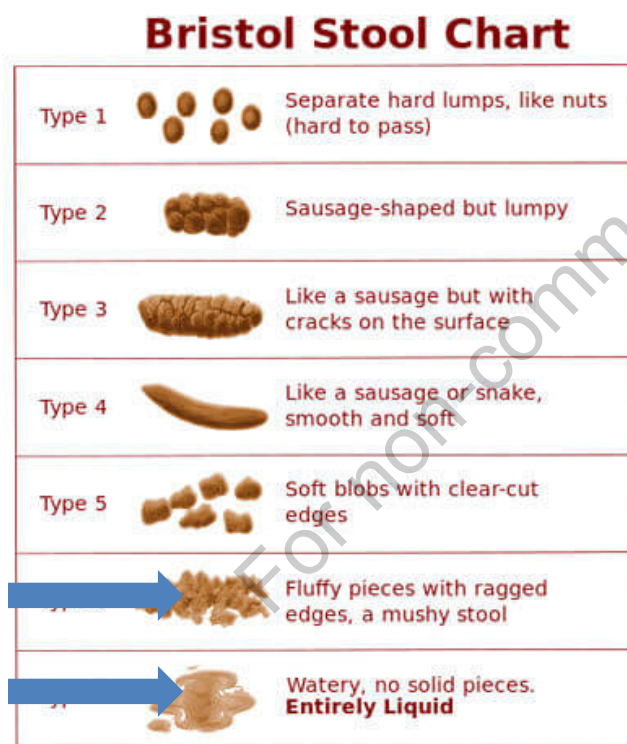 Bristol Stool Chart
Type 1
Separate hard lumps, like nuts
(hard to pass)
Type 2
Sausage-shaped but lumpy
Type 3
Like a sausage but with
cracks on the surface
Type 4
Like a sausage or snake,
smooth and soft
Type 5
Soft blobs with clear-cut
edges
Fluffy pieces with ragged
edges, a mushy stool
Watery, no solid pieces.
Entirely Liquid
For non-comm